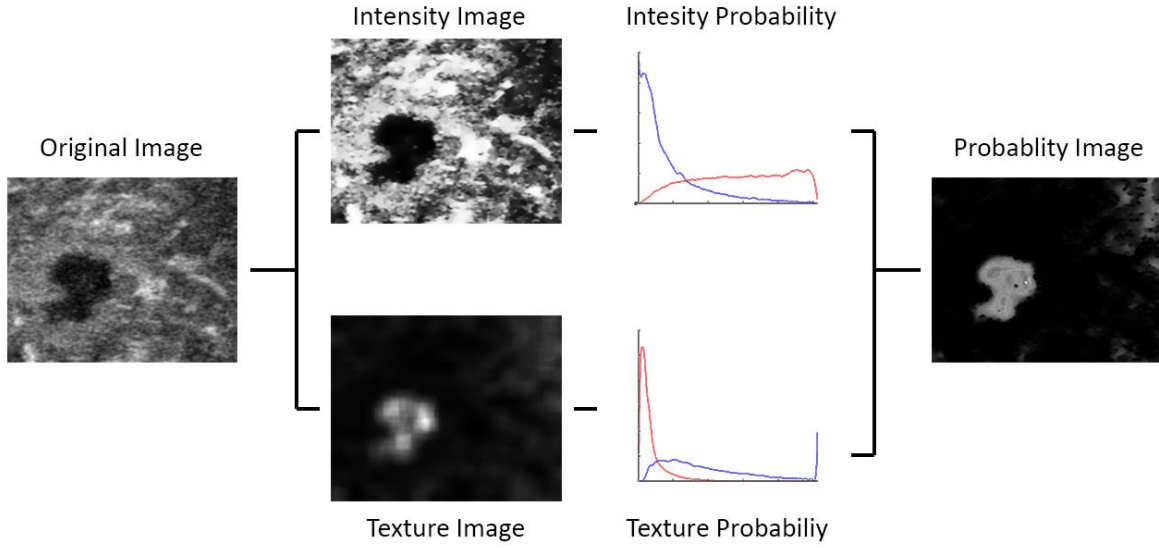 Intensity Image
Intesity Probability
Original Image
Probablity Image
Texture Image
Texture Probabiliy